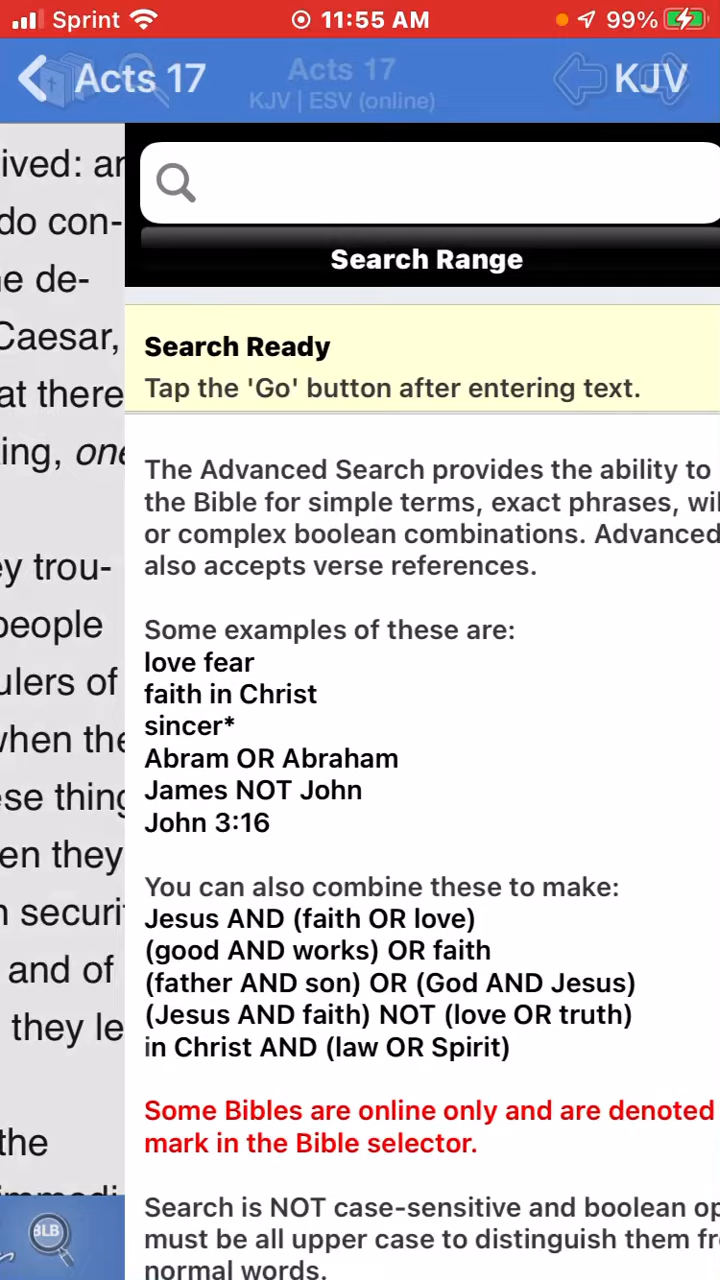 Sprint 11:55 AM 99%
Acts 17 Acts 17 KJV
KJV | ESV (online)
ived: an
do con-
e de-
Caesar,
at there
ing, one
y trou-
people
ulers of
when the
ese thing
en they
n securi
and of
they le
the
immedi
BLB
Search Range
Search Ready
Tap the 'Go' button after entering text.
The Advanced Search provides the ability to
the Bible for simple terms, exact phrases, wil
or complex boolean combinations. Advanced
also accepts verse references.
Some examples of these are:
love fear
faith in Christ
sincer*
Abram OR Abraham
James NOT John
John 3:16
You can also combine these to make:
Jesus AND (faith OR love)
(good AND works) OR faith
(father AND son) OR (God AND Jesus)
(Jesus AND faith) NOT (love OR truth)
in Christ AND (law OR Spirit)
Some Bibles are online only and are denoted
mark in the Bible selector.
Search is NOT case-sensitive and boolean op
must be all upper case to distinguish them fr
normal words.